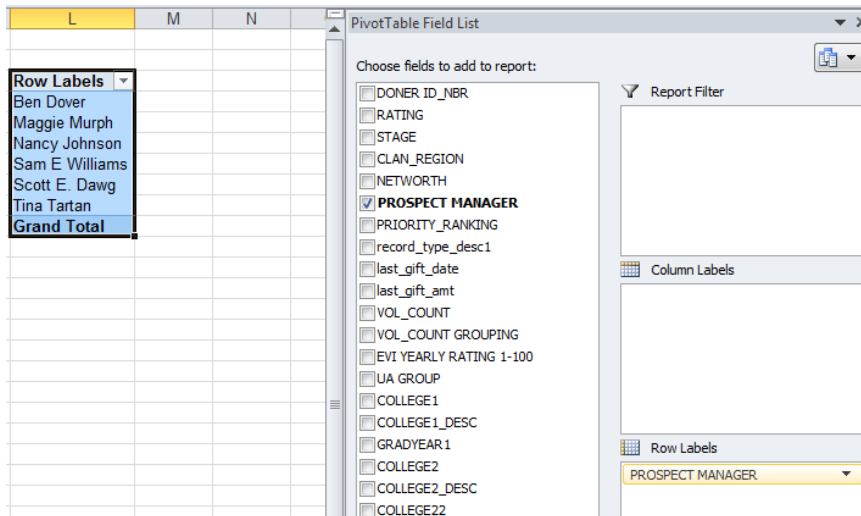 L M N
PivotTable Field List
Choose fields to add to report:
Row Labels
Ben Dover
Maggie Murph
Nancy Johnson
Sam E Williams
Scott E. Dawg
Tina Tartan
Grand Total
DONER ID_NBR
RATING
STAGE
CLAN_REGION
NETWORTH
PROSPECT MANAGER
PRIORITY_RANKING
record_type_desc1
last_gift_date
last_gift_amt
VOL_COUNT
VOL_COUNT GROUPING
EVI YEARLY RATING 1-100
UA GROUP
COLLEGE1
COLLEGE1_DESC
GRADYEAR1
COLLEGE2
COLLEGE2_DESC
COLLEGE22
Report Filter
Column Labels
Row Labels
PROSPECT MANAGER